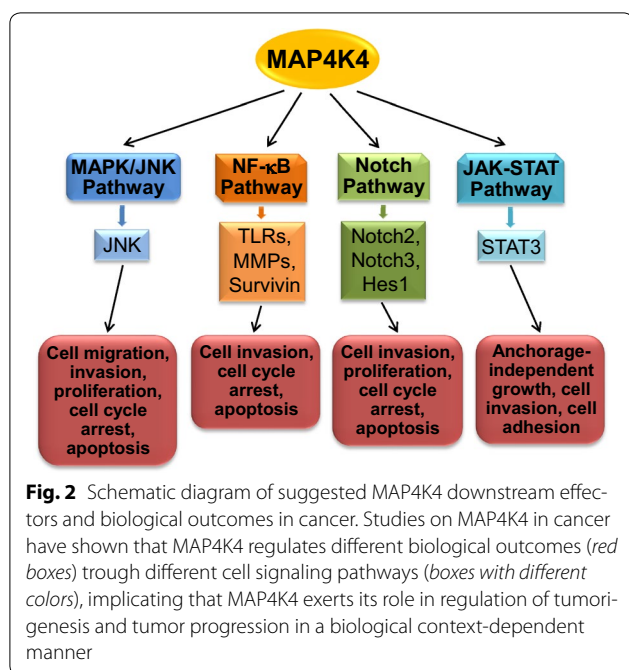 MAP4K4
MAPK/JNK
Pathway
NF-κB
Pathway
Notch
Pathway
JAK-STAT
Pathway
JNK
TLRs,
MMPs,
Survivin
Notch2,
Notch3,
Hes1
STAT3
Cell migration,
invasion,
proliferation,
cell cycle
arrest,
apoptosis
Cell invasion,
cell cycle
arrest,
apoptosis
Cell invasion,
proliferation,
cell cycle
arrest,
apoptosis
Anchorage-
independent
growth, cell
invasion, cell
adhesion
Fig. 2 Schematic diagram of suggested MAP4K4 downstream effec-
tors and biological outcomes in cancer. Studies on MAP4K4 in cancer
have shown that MAP4K4 regulates different biological outcomes (red
boxes) trough different cell signaling pathways (boxes with different
colors), implicating that MAP4K4 exerts its role in regulation of tumori-
genesis and tumor progression in a biological context-dependent
manner